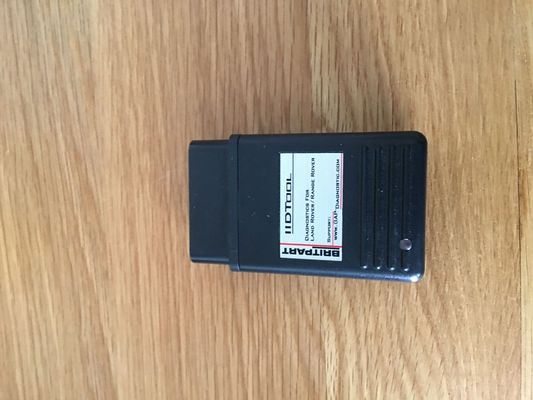 BRITPART
IIDTOOL
DIAGNOSTICS FOR
LAND ROVER / RANGE ROVER
SUPPORT:
WWW.GAP-DIAGNOSTIC.COM